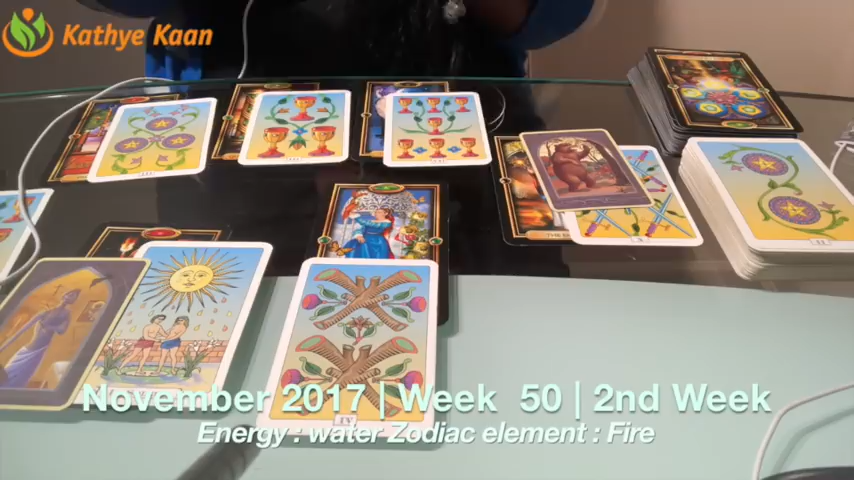 Kathye Kaan
November 2017 | Week 50 | 2nd Week
Energy : water Zodiac element : Fire